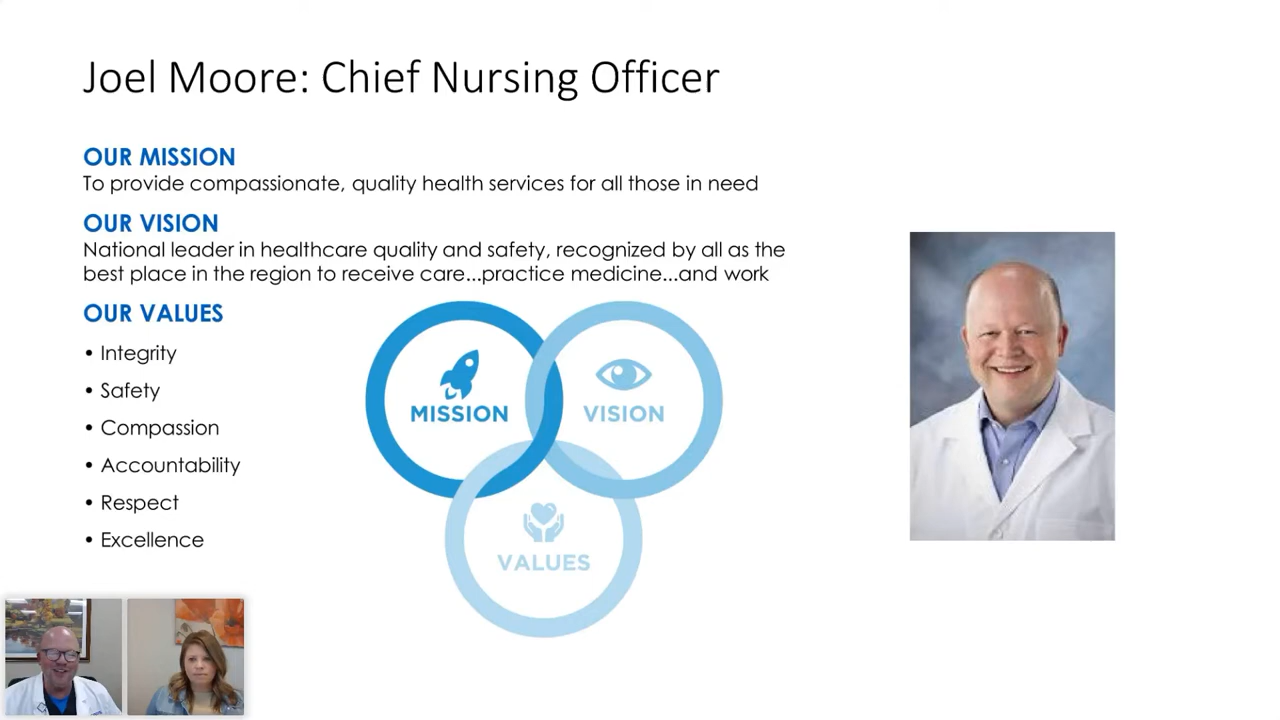 Joel Moore: Chief Nursing Officer
OUR MISSION
To provide compassionate, quality health services for all those in need
OUR VISION
National leader in healthcare quality and safety, recognized by all as the
best place in the region to receive care...practice medicine...and work
OUR VALUES
• Integrity
• Safety
• Compassion
• Accountability
• Respect
• Excellence
MISSION
VISION
VALUES